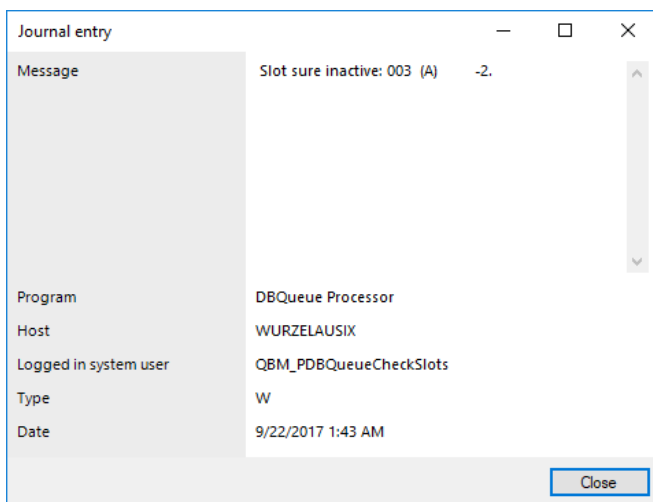 Journal entry
Message Slot sure inactive: 003 (A) -2.
Program DBQueue Processor
Host WURZELAUSIX
Logged in system user QBM_PDBQueueCheckSlots
Type W
Date 9/22/2017 1:43 AM
Close